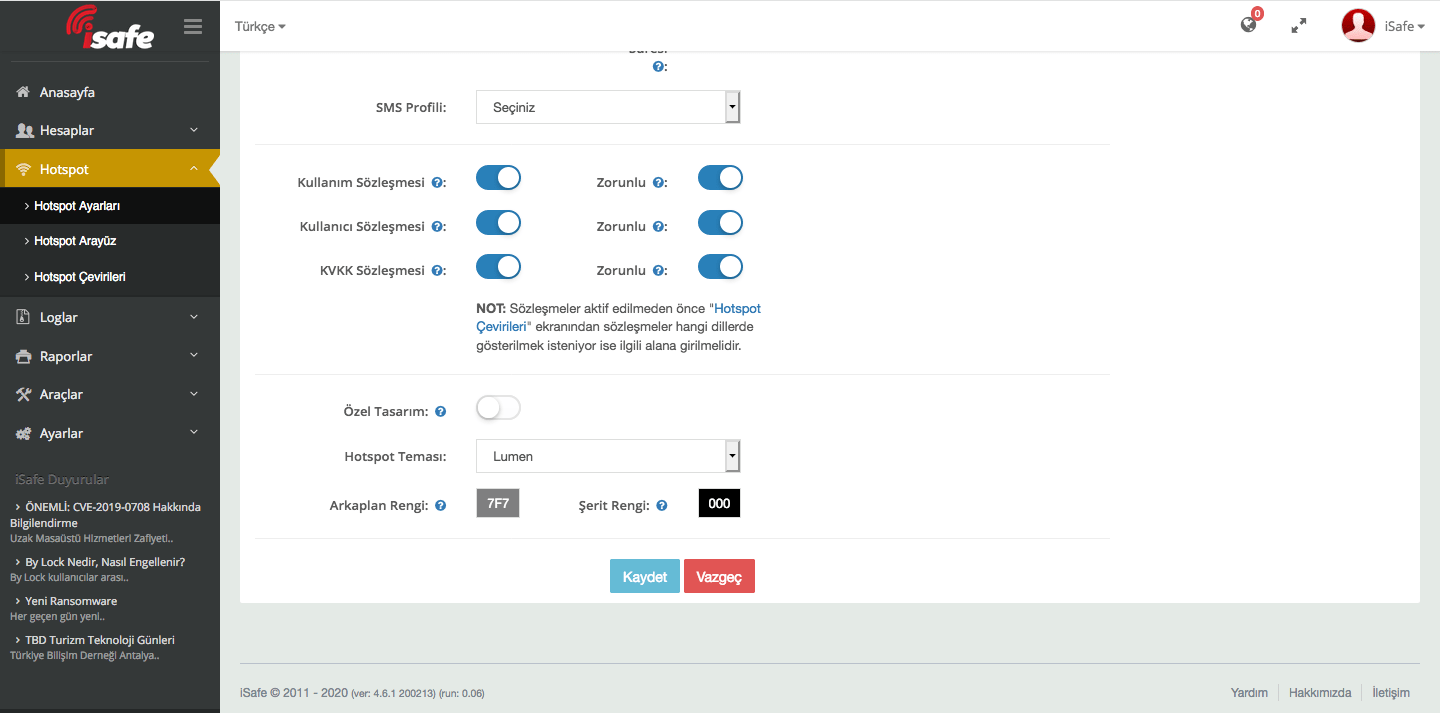 isafe
Türkçe
0
iSafe
Anasayfa
Hesaplar
Hotspot
Hotspot Ayarları
Hotspot Arayüz
Hotspot Çevirileri
Loglar
Raporlar
Araçlar
Ayarlar
iSafe Duyurular
ÖNEMLİ: CVE-2019-0708 Hakkında
Bilgilendirme
Uzak Masaüstü Hizmetleri Zafiyeti..
By Lock Nedir, Nasıl Engellenir?
By Lock kullanıcılar arası..
Yeni Ransomware
Her geçen gün yeni..
TBD Turizm Teknoloji Günleri
Türkiye Bilişim Derneği Antalya..
:
SMS Profili: Seçiniz
Kullanım Sözleşmesi : Zorunlu :
Kullanıcı Sözleşmesi : Zorunlu :
KVKK Sözleşmesi : Zorunlu :
NOT: Sözleşmeler aktif edilmeden önce "Hotspot
Çevirileri" ekranından sözleşmeler hangi dillerde
gösterilmek isteniyor ise ilgili alana girilmelidir.
Özel Tasarım:
Hotspot Teması: Lumen
Arkaplan Rengi: 7F7 Şerit Rengi: 000
Kaydet Vazgeç
iSafe © 2011 - 2020 (ver: 4.6.1 200213) (run: 0.06)
Yardım Hakkımızda İletişim